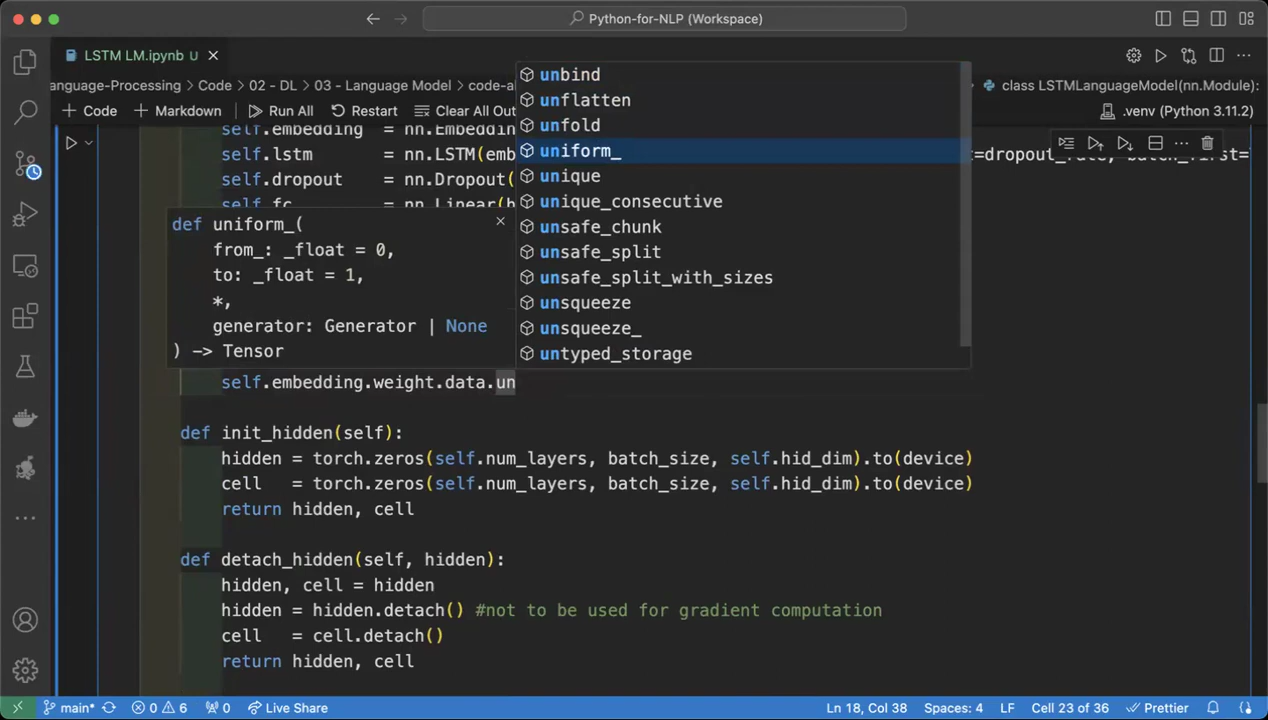 Python-for-NLP (Workspace)
LSTM LM.ipynb U
anguage-Processing > Code > 02 - DL > 03 - Language Model > code-al
class LSTMLanguageModel(nn.Module):
+ Code + Markdown Run All Restart Clear All Out
.venv (Python 3.11.2)
self.embedding = nn.Embeddin
self.lstm = nn.LSTM(emb
=dropout_rate, batch_first=
self.dropout = nn.Dropout(
self.fc = nn.Linear(h
unbind
unflatten
unfold
uniform_
unique
unique_consecutive
unsafe_chunk
unsafe_split
unsafe_split_with_sizes
unsqueeze
unsqueeze_
untyped_storage
def uniform_(
from_: _float = 0,
to: _float = 1,
*,
generator: Generator | None
) -> Tensor
self.embedding.weight.data.un
def init_hidden(self):
hidden = torch.zeros(self.num_layers, batch_size, self.hid_dim).to(device)
cell = torch.zeros(self.num_layers, batch_size, self.hid_dim).to(device)
return hidden, cell
def detach_hidden(self, hidden):
hidden, cell = hidden
hidden = hidden.detach() #not to be used for gradient computation
cell = cell.detach()
return hidden, cell
main* 0 6 0 Live Share
Ln 18, Col 38 Spaces: 4 LF Cell 23 of 36 Prettier